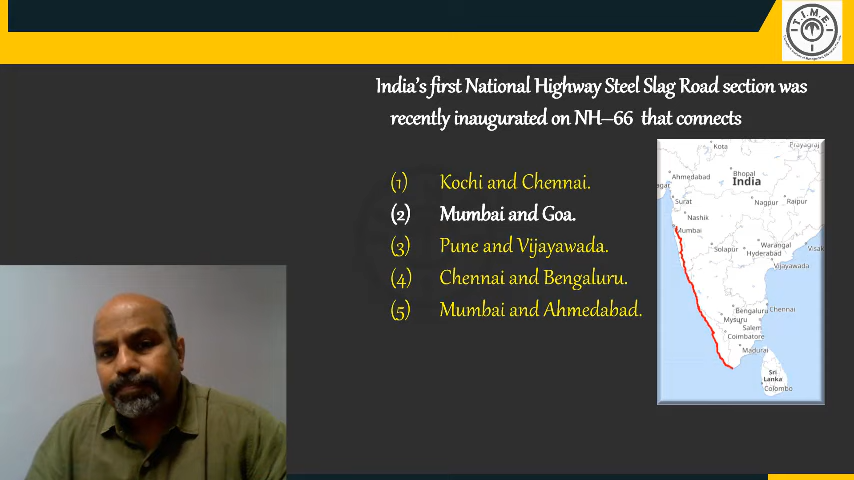 T.I.M.E.
India's first National Highway Steel Slag Road section was
recently inaugurated on NH–66 that connects
(1) Kochi and Chennai.
(2) Mumbai and Goa.
(3) Pune and Vijayawada.
(4) Chennai and Bengaluru.
(5) Mumbai and Ahmedabad.
Kota
Prayagraj
Bhopal
Ahmedabad
India
Surat
Nagpur
Raipur
Nashik
Mumbai
Solapur
Warangal
Visak
Hyderabad
Vijayawada
Bengaluru
Chennai
Mysuru
Salem
Coimbatore
Madurai
Sri
Lanka
Colombo